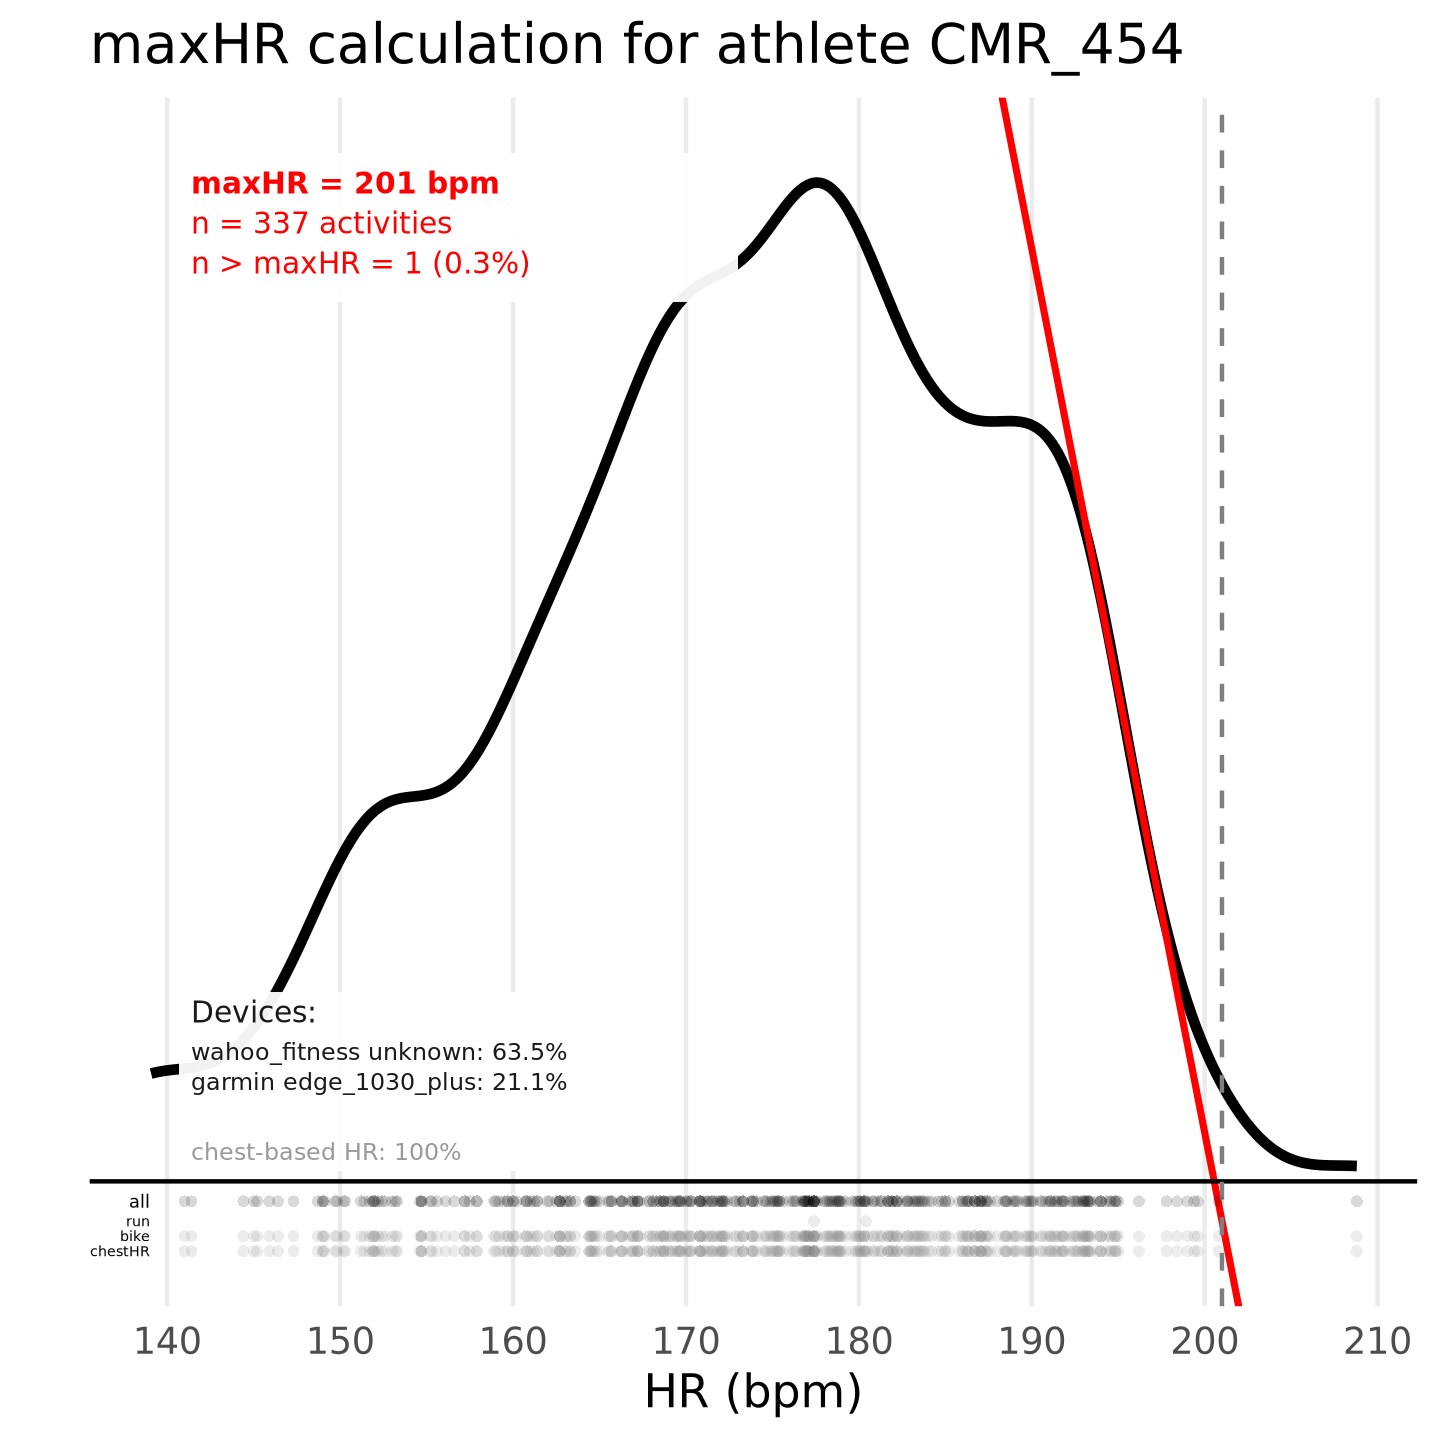 maxHR calculation for athlete CMR_454
maxHR = 201 bpm
n = 337 activities
n > maxHR = 1 (0.3%)
Devices:
wahoo_fitness unknown: 63.5%
garmin edge_1030_plus: 21.1%
chest-based HR: 100%
all
run
bike
chestHR
140 150 160 170 180 190 200 210
HR (bpm)